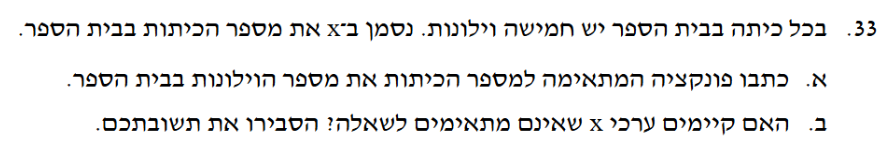 33. בכל כיתה בבית הספר יש חמישה וילונות. נסמן ב־x את מספר הכיתות בבית הספר.
א. כתבו פונקציה המתאימה למספר הכיתות את מספר הוילונות בבית הספר.
ב. האם קיימים ערכי x שאינם מתאימים לשאלה? הסבירו את תשובתכם.